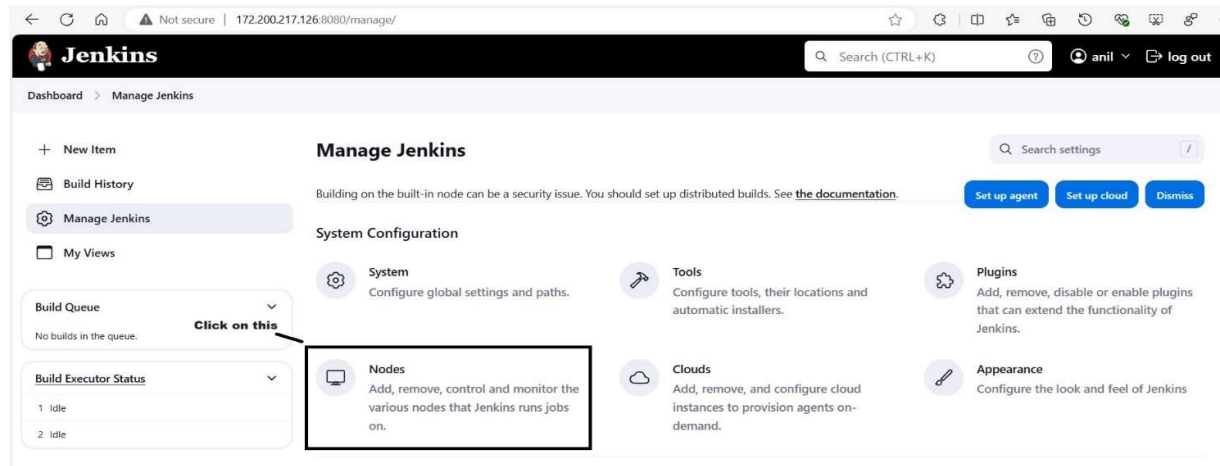 Not secure | 172.200.217.126:8080/manage/
Jenkins
Search (CTRL+K)
?
anil
log out
Dashboard > Manage Jenkins
+ New Item
Build History
Manage Jenkins
My Views
Build Queue
No builds in the queue.
Click on this
Build Executor Status
1 Idle
2 Idle
Manage Jenkins
Search settings
/
Building on the built-in node can be a security issue. You should set up distributed builds. See the documentation.
Set up agent
Set up cloud
Dismiss
System Configuration
System
Configure global settings and paths.
Tools
Configure tools, their locations and
automatic installers.
Plugins
Add, remove, disable or enable plugins
that can extend the functionality of
Jenkins.
Nodes
Add, remove, control and monitor the
various nodes that Jenkins runs jobs
on.
Clouds
Add, remove, and configure cloud
instances to provision agents on-
demand.
Appearance
Configure the look and feel of Jenkins